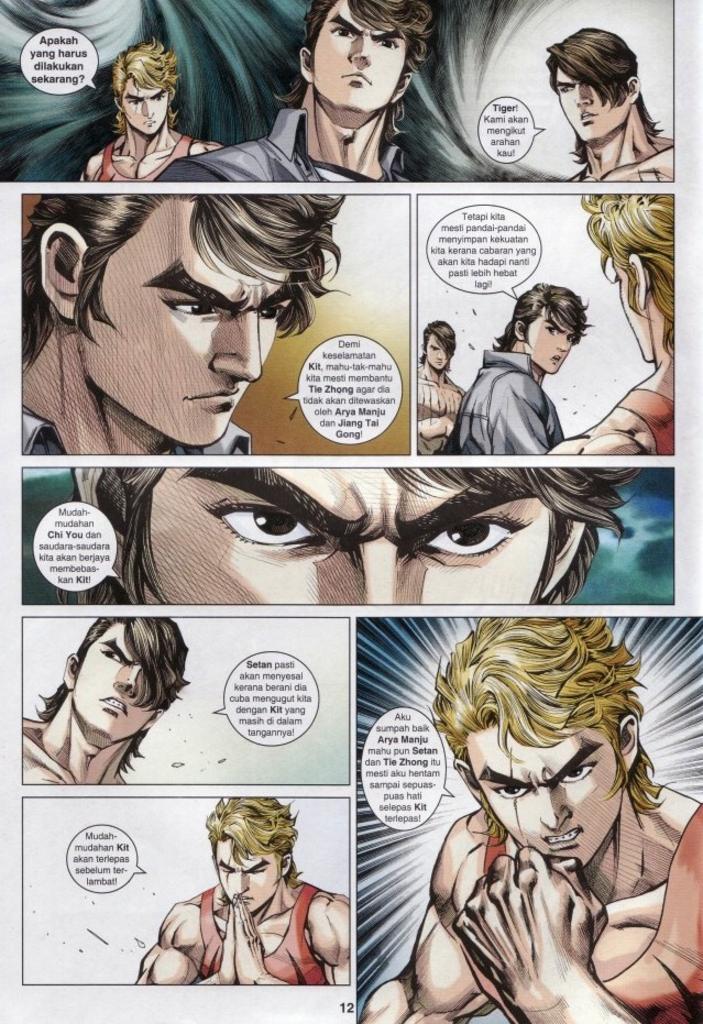 Apakah
yang harus
dilakukan
sekarang?
Tiger!
Kami akan
mengikut
arahan
kau!
Demi
keselamatan
Kit, mahu-tak-mahu
kita mesti membantu
Tie Zhong agar dia
tidak akan ditewaskan
oleh Arya Manju
dan Jiang Tai
Gong!
Tetapi kita
mesti pandai-pandai
menyimpan kekuatan
kita kerana cabaran yang
akan kita hadapi nanti
pasti lebih hebat
lagi!
Mudah-
mudahan
Chi You dan
saudara-saudara
kita akan berjaya
membebas-
kan Kit!
Setan pasti
akan menyesal
kerana berani dia
cuba mengugut kita
dengan Kit yang
masih di dalam
tangannya!
Aku
sumpah baik
Arya Manju
mahu pun Setan
dan Tie Zhong itu
mesti aku hentam
sampai sepuas-
puas hati
selepas Kit
terlepas!
Mudah-
mudahan Kit
akan terlepas
sebelum ter-
lambat!
12